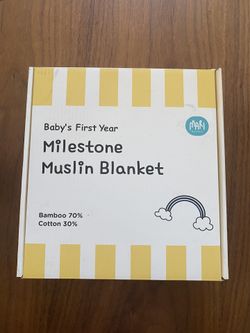 Baby's First Year
Milestone
Muslin Blanket
Bamboo 70%
Cotton 30%